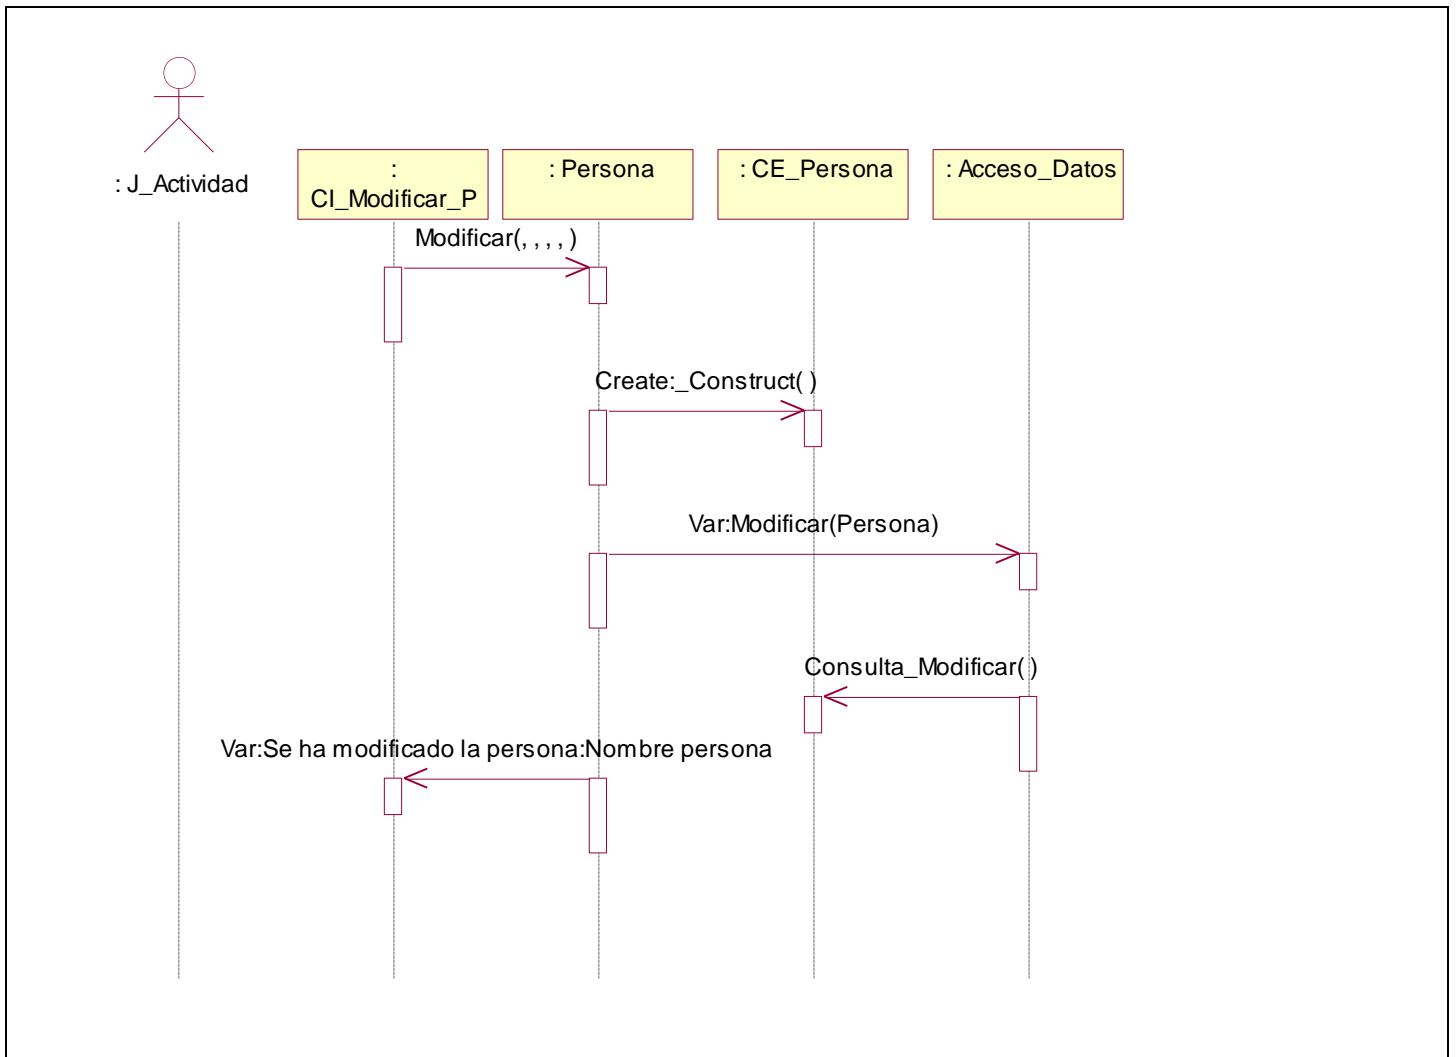 : J_Actividad
:
CI_Modificar_P
: Persona
: CE_Persona
: Acceso_Datos
Modificar(, , , , )
Create:_Construct( )
Var:Modificar(Persona)
Consulta_Modificar( )
Var:Se ha modificado la persona:Nombre persona